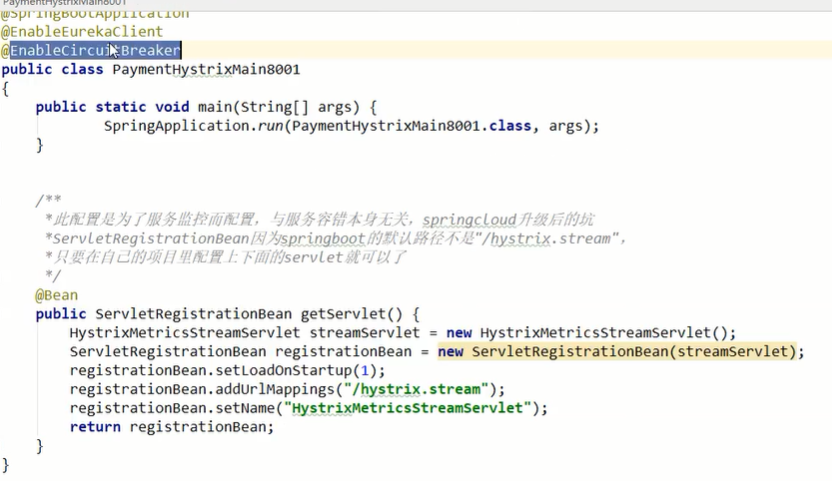 PaymentHystrixMain8001
@SpringBootApplication
@EnableEurekaClient
@EnableCircuitBreaker
public class PaymentHystrixMain8001
{
    public static void main(String[] args) {
            SpringApplication.run(PaymentHystrixMain8001.class, args);
    }
    /**
     *此配置是为了服务监控而配置，与服务容错本身无关，springcloud升级后的坑
     *ServletRegistrationBean因为springboot的默认路径不是"/hystrix.stream"，
     *只要在自己的项目里配置上下面的servlet就可以了
     */
    @Bean
    public ServletRegistrationBean getServlet() {
        HystrixMetricsStreamServlet streamServlet = new HystrixMetricsStreamServlet();
        ServletRegistrationBean registrationBean = new ServletRegistrationBean(streamServlet);
        registrationBean.setLoadOnStartup(1);
        registrationBean.addUrlMappings("/hystrix.stream");
        registrationBean.setName("HystrixMetricsStreamServlet");
        return registrationBean;
    }
}